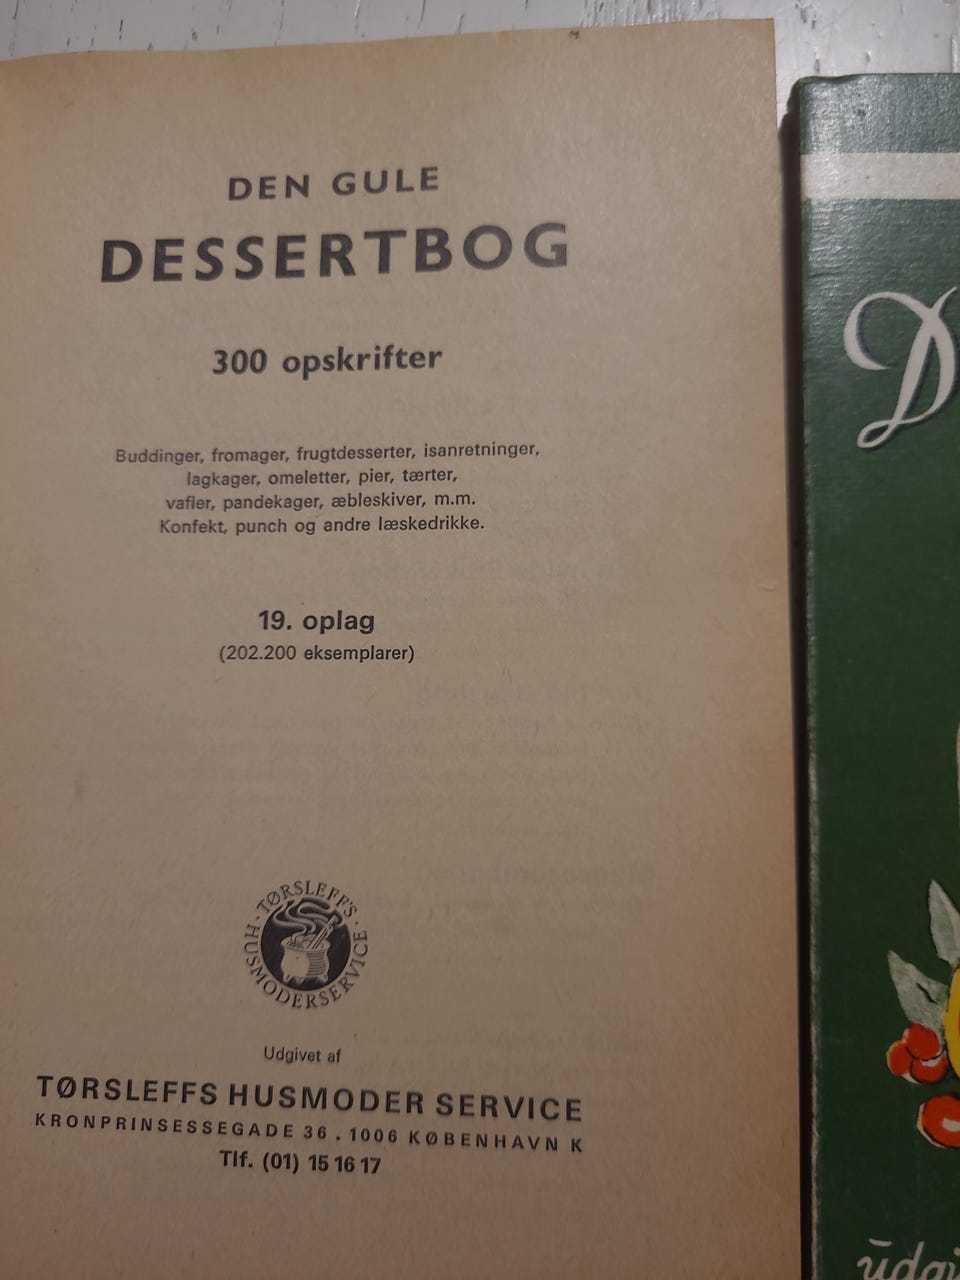 DEN GULE
DESSERTBOG
300 opskrifter
Buddinger, fromager, frugtdesserter, isanretninger,
lagkager, omeletter, pier, tærter,
vafler, pandekager, æbleskiver, m.m.
Konfekt, punch og andre læskedrikke.
19. oplag
(202.200 eksemplarer)
· TØRSLEFF'S ·
HUSMODERSERVICE
Udgivet af
TØRSLEFFS HUSMODER SERVICE
KRONPRINSESSEGADE 36 . 1006 KØBENHAVN K
Tlf. (01) 15 16 17
D